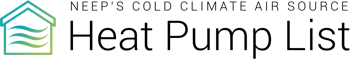 NEEP'S COLD CLIMATE AIR SOURCE
Heat Pump List